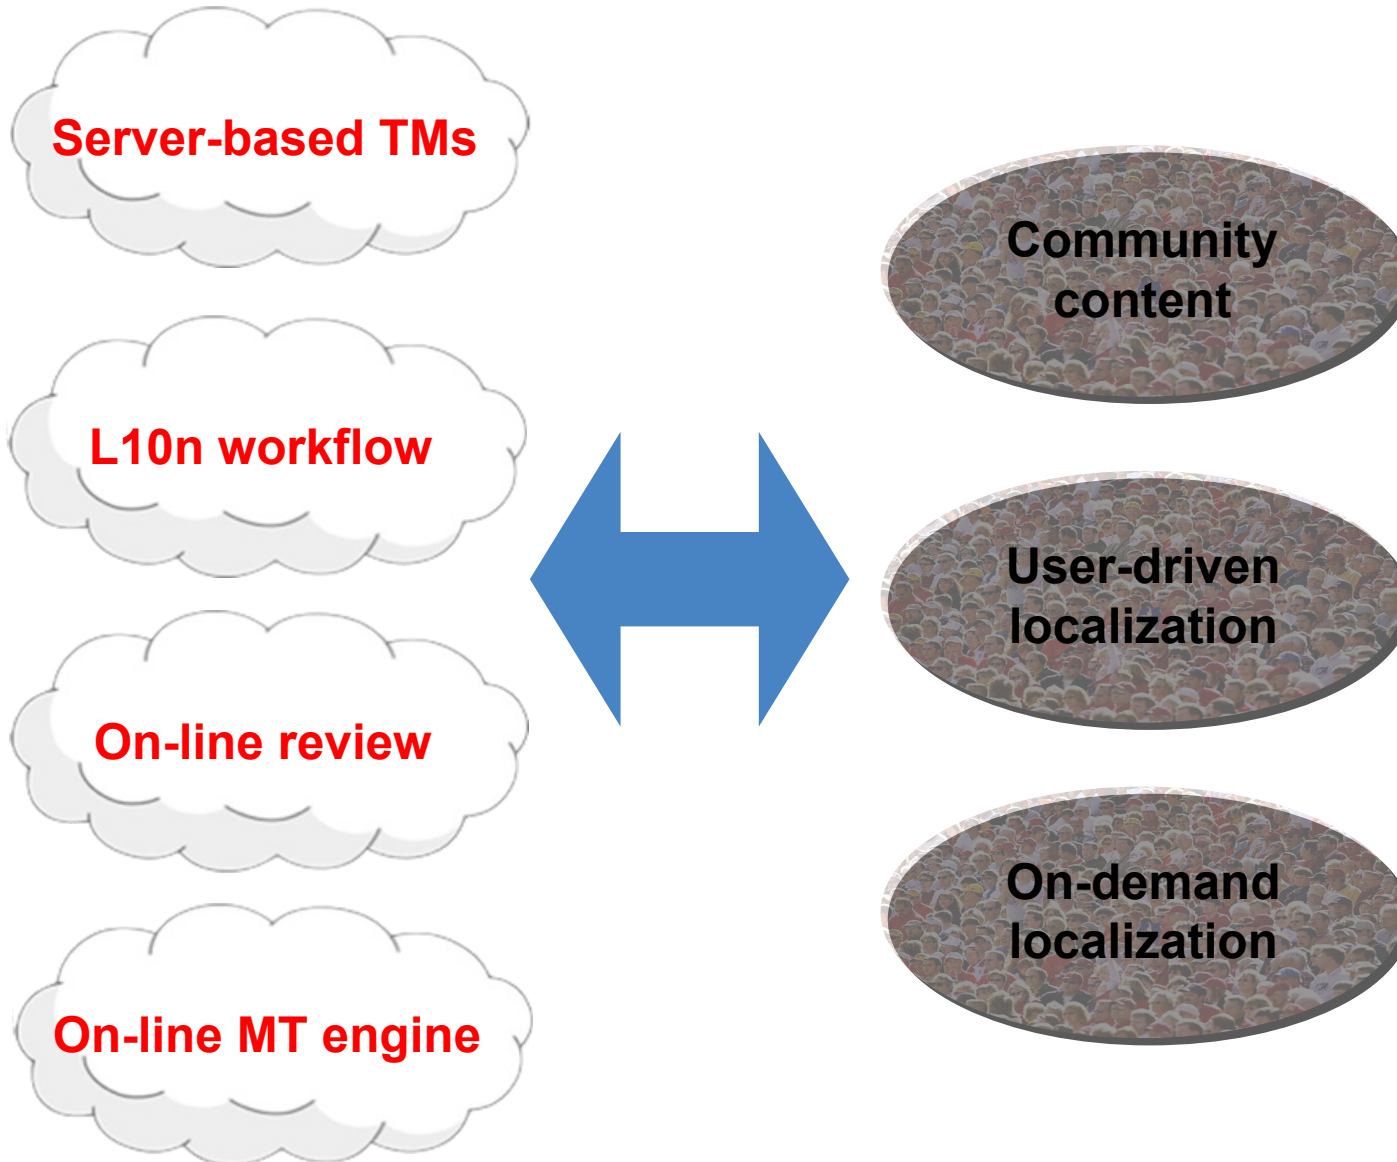 Server-based TMs
L10n workflow
On-line review
On-line MT engine
Community
content
User-driven
localization
On-demand
localization